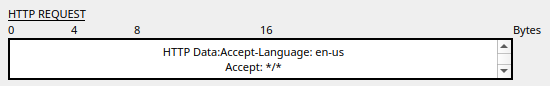 HTTP REQUEST
0 4 8 16 Bytes
HTTP Data:Accept-Language: en-us
Accept: */*